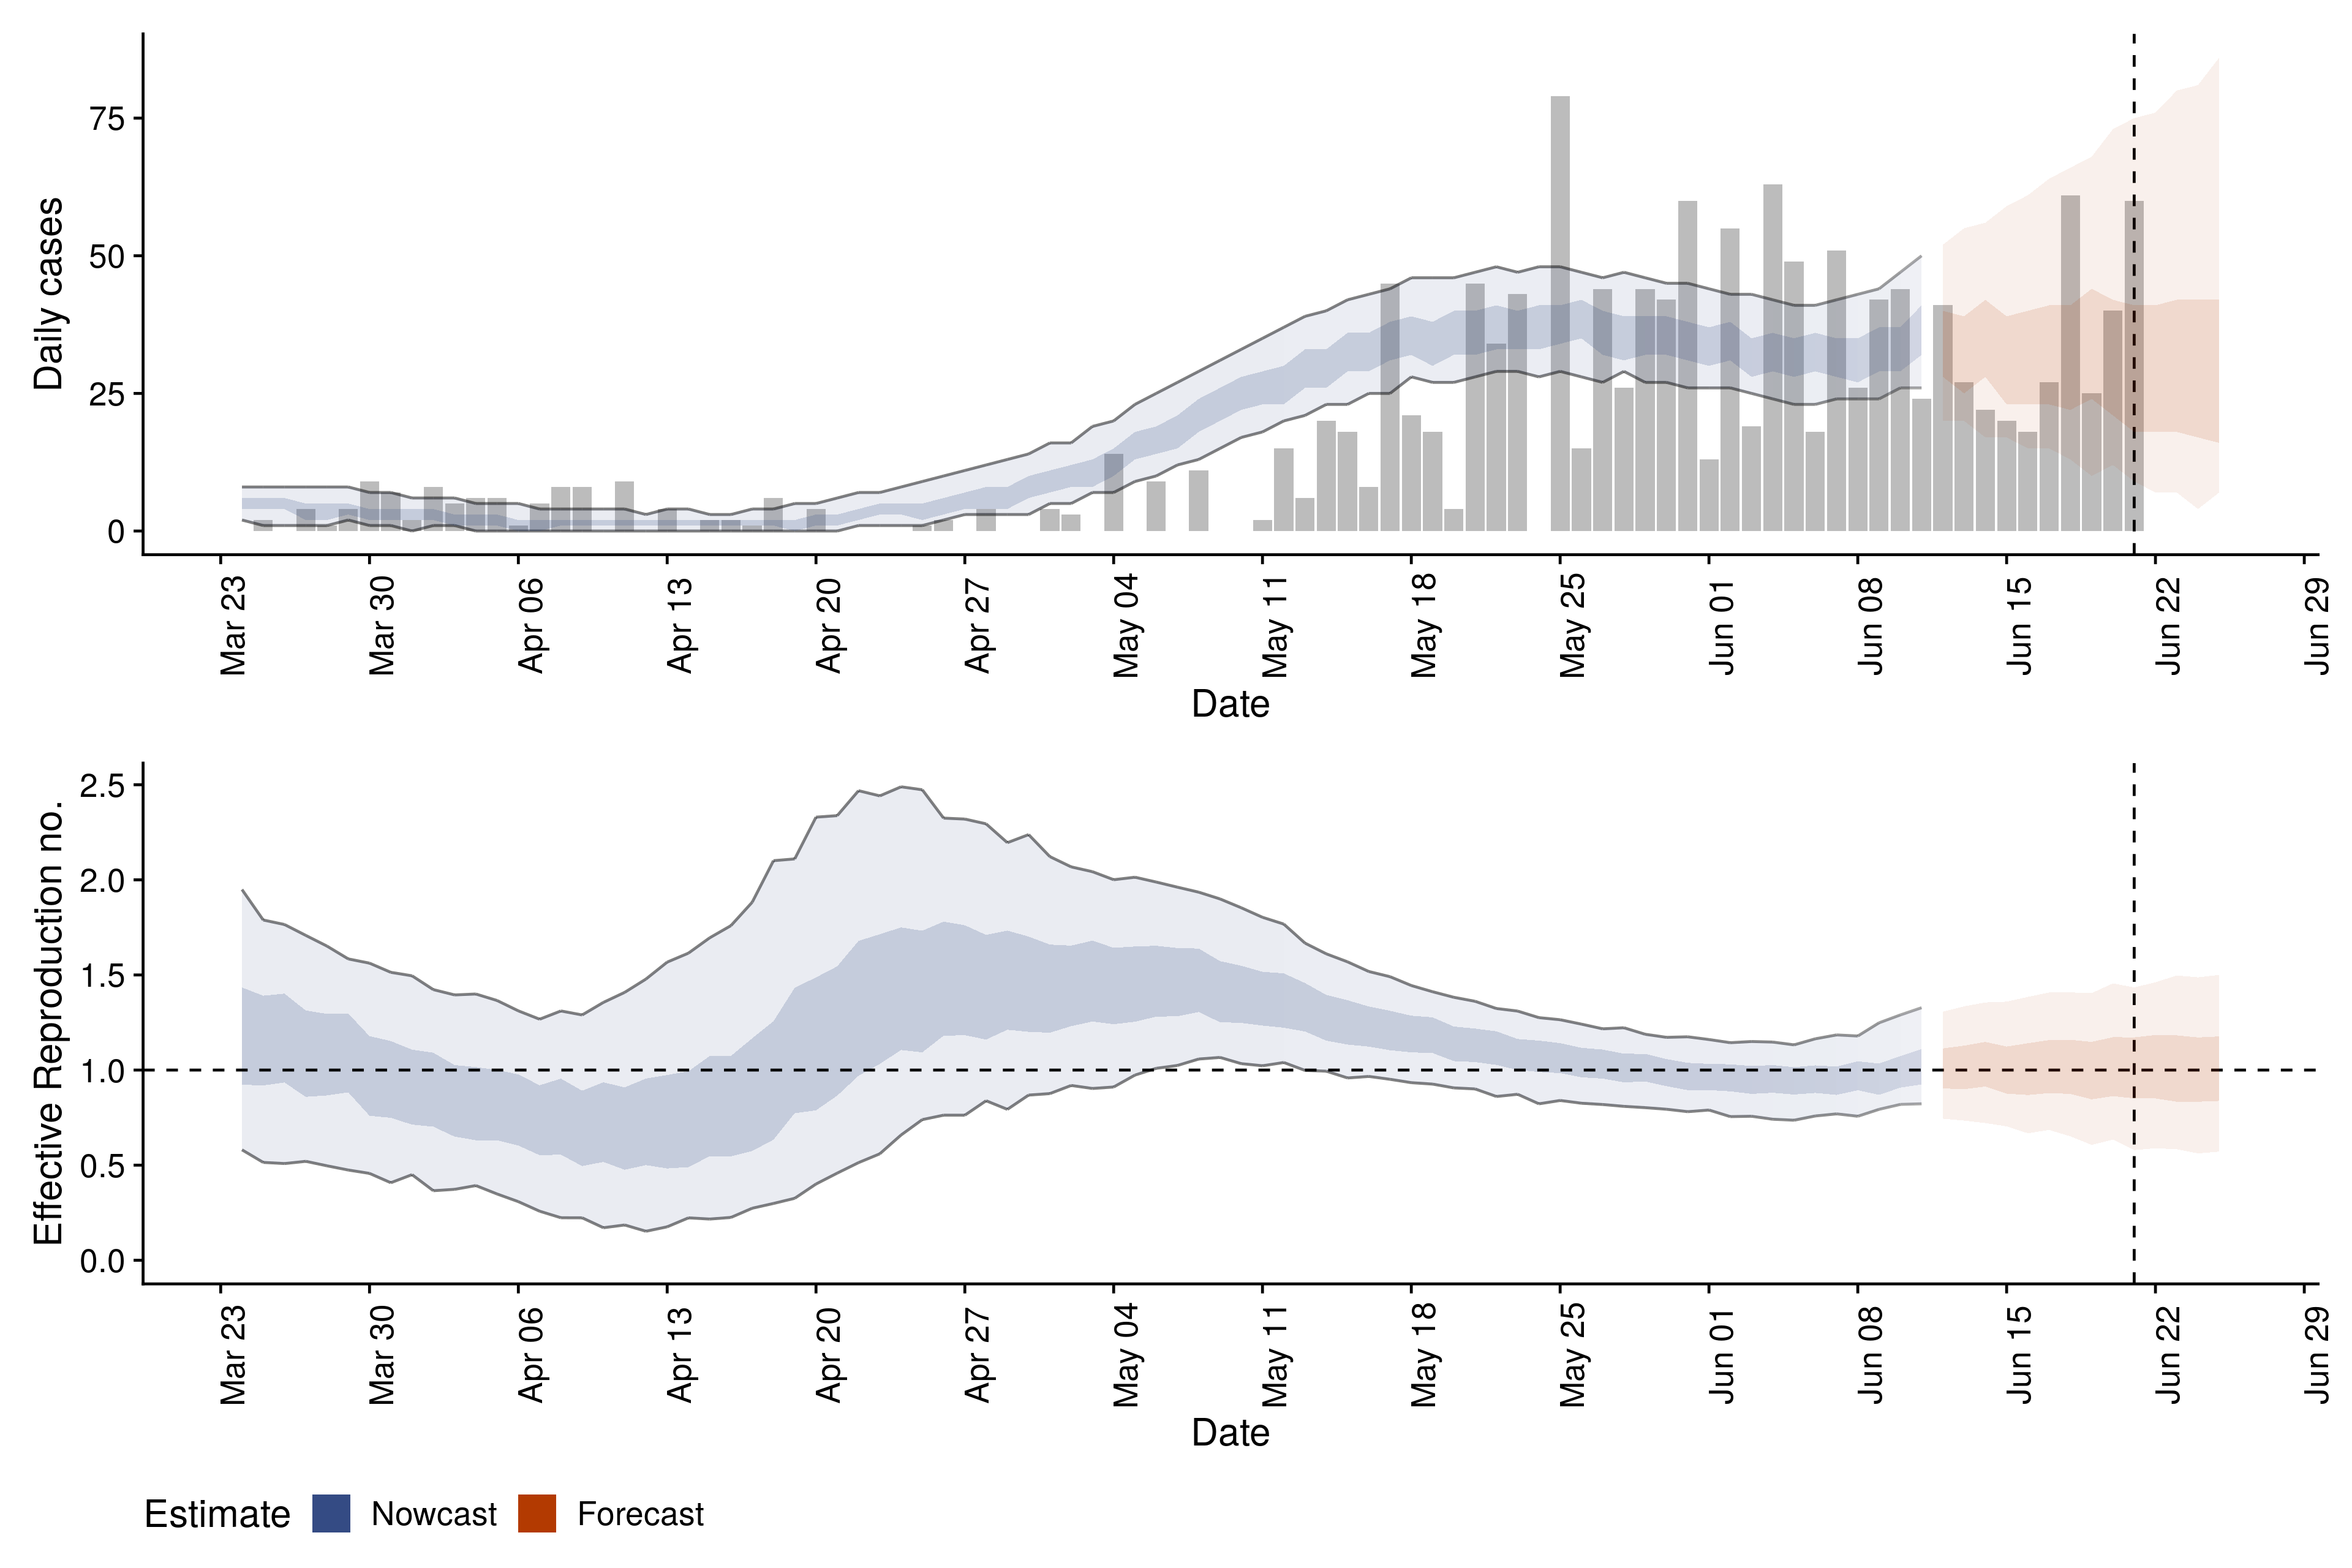 Daily cases
75
50
25
0
Mar 23
Mar 30
Apr 06
Apr 13
Apr 20
Apr 27
May 04
May 11
May 18
May 25
Jun 01
Jun 08
Jun 15
Jun 22
Jun 29
Date
Effective Reproduction no.
2.5
2.0
1.5
1.0
0.5
0.0
Mar 23
Mar 30
Apr 06
Apr 13
Apr 20
Apr 27
May 04
May 11
May 18
May 25
Jun 01
Jun 08
Jun 15
Jun 22
Jun 29
Date
Estimate Nowcast Forecast